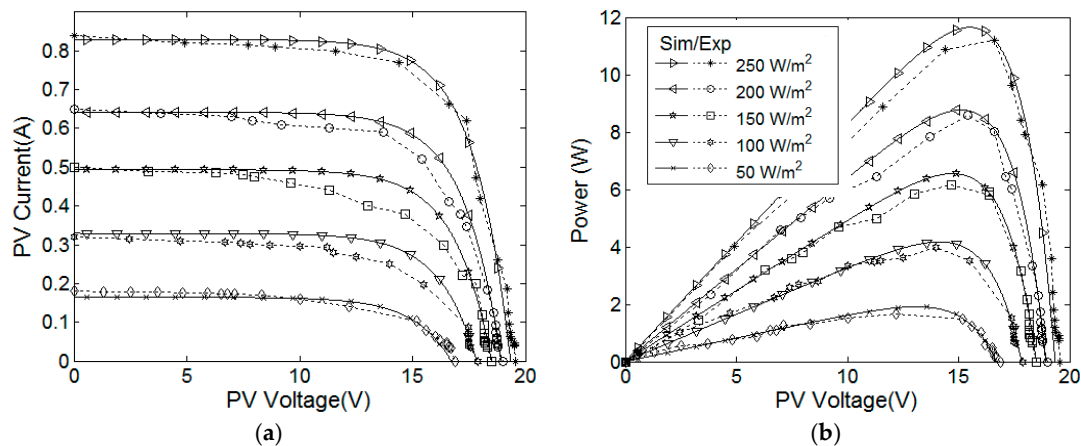 0.8
0.7
0.6
0.5
0.4
0.3
0.2
0.1
0
0
5
10
15
20
PV Current(A)
PV Voltage(V)
(a)
12
10
8
6
4
2
0
0
5
10
15
20
Power (W)
PV Voltage(V)
Sim/Exp
250 W/m²
200 W/m²
150 W/m²
100 W/m²
50 W/m²
(b)